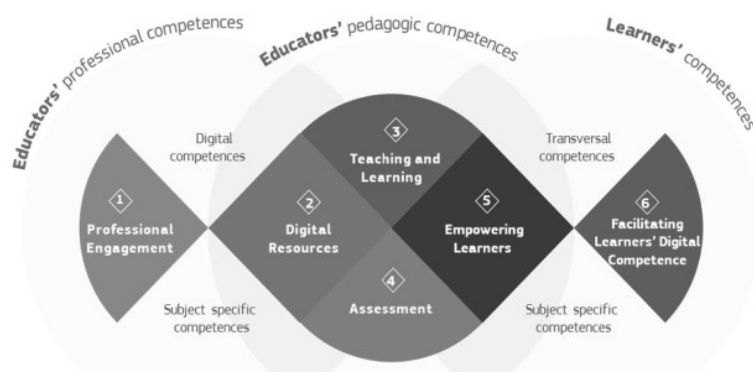 Educators' professional competences
Educators' pedagogic competences
Learners' competences
Digital
competences
3
Teaching and
Learning
Transversal
competences
1
Professional
Engagement
2
Digital
Resources
5
Empowering
Learners
6
Facilitating
Learners' Digital
Competence
4
Assessment
Subject specific
competences
Subject specific
competences